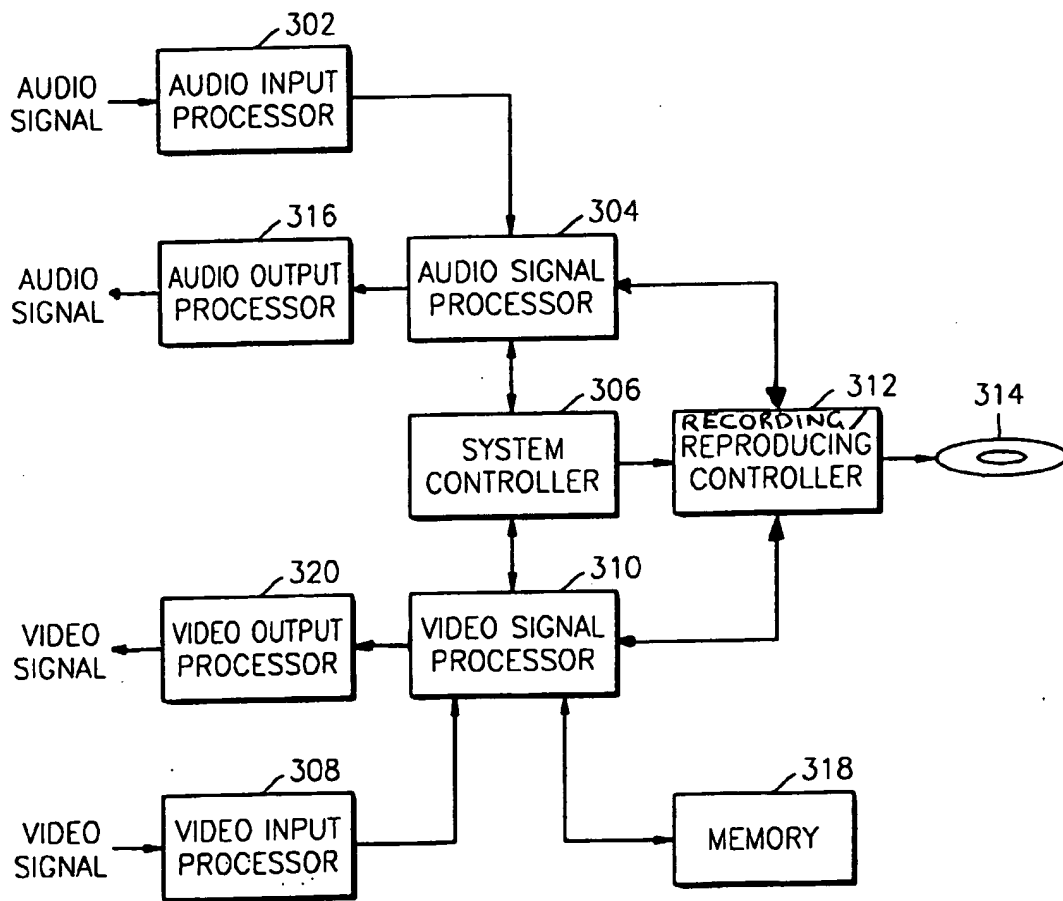 302
AUDIO SIGNAL
AUDIO INPUT
PROCESSOR
316
AUDIO SIGNAL
AUDIO OUTPUT
PROCESSOR
304
AUDIO SIGNAL
PROCESSOR
306
SYSTEM
CONTROLLER
312
RECORDING/
REPRODUCING
CONTROLLER
314
320
VIDEO SIGNAL
VIDEO OUTPUT
PROCESSOR
310
VIDEO SIGNAL
PROCESSOR
308
VIDEO SIGNAL
VIDEO INPUT
PROCESSOR
318
MEMORY